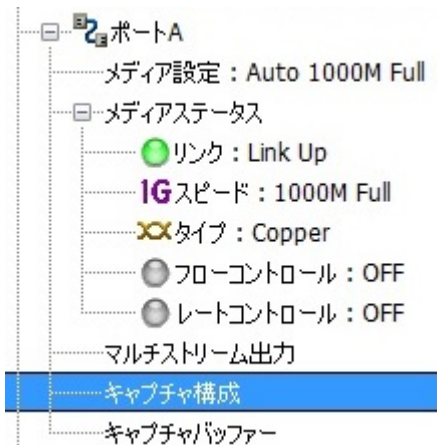 ポートA
メディア設定：Auto 1000M Full
メディアステータス
リンク：Link Up
1G スピード：1000M Full
タイプ：Copper
フローコントロール：OFF
レートコントロール：OFF
マルチストリーム出力
キャプチャ構成
キャプチャバッファー